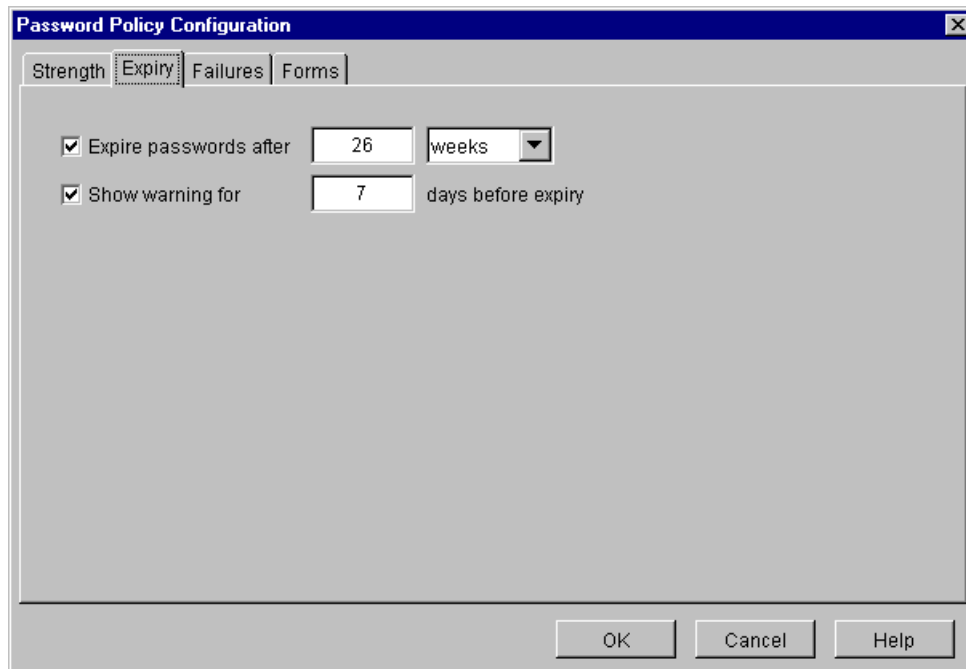 Password Policy Configuration
Strength Expiry Failures Forms
Expire passwords after 26 weeks
Show warning for 7 days before expiry
OK Cancel Help